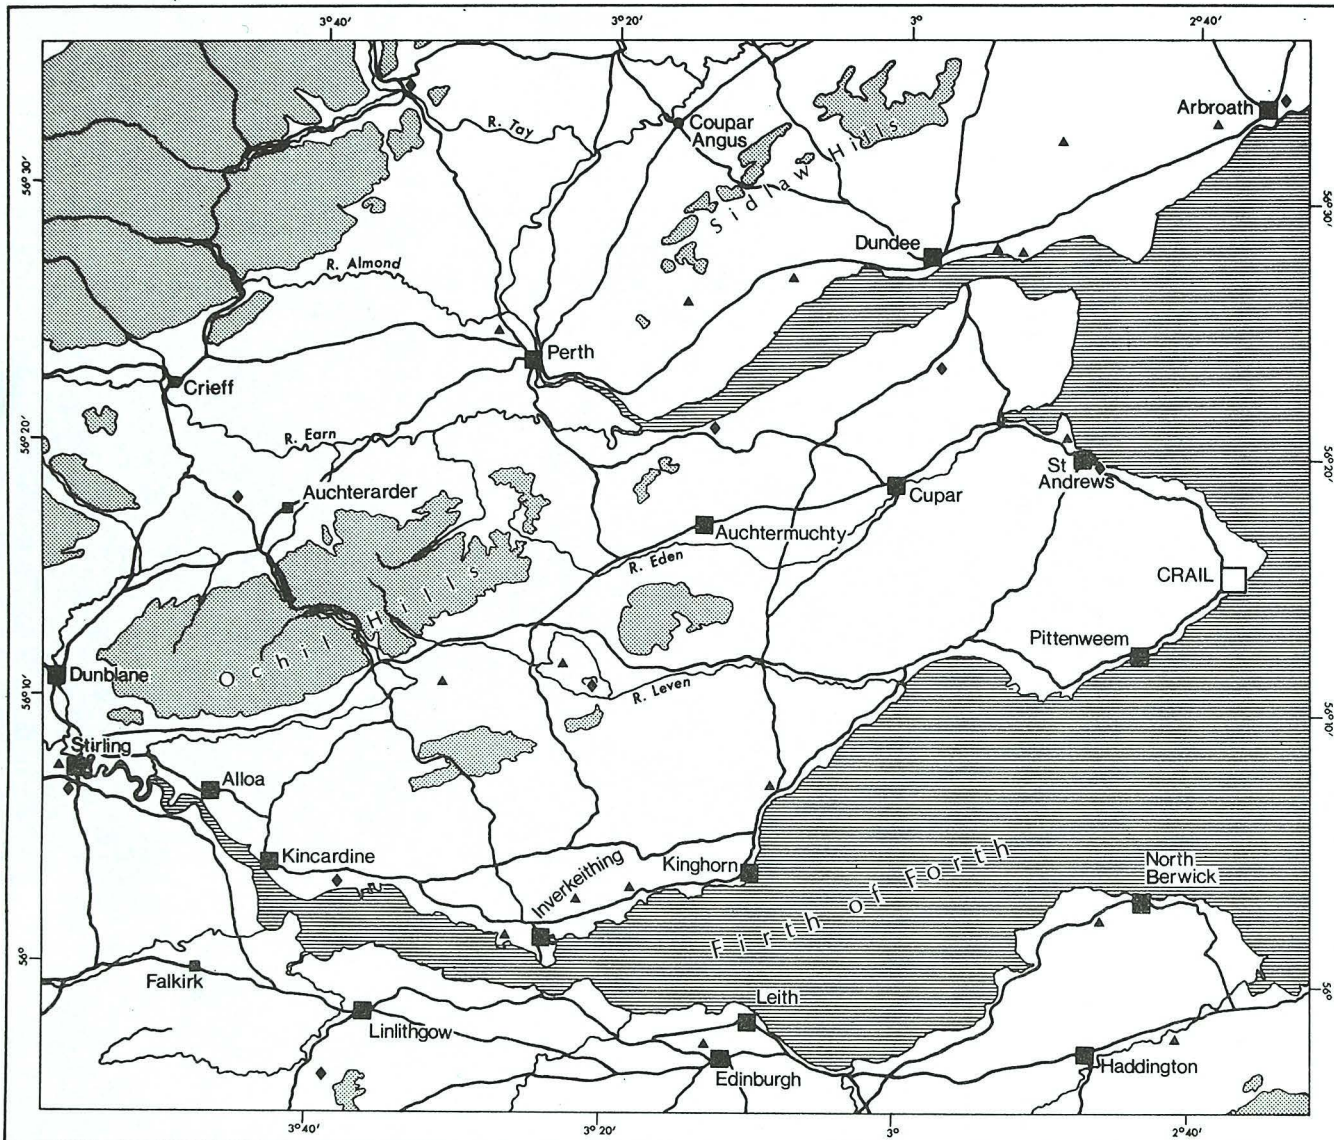 3° 40′
3° 20′
3°
2° 40′
Arbroath
R. Tay
Coupar
Angus
56° 30′
Sidlaw Hills
56° 30′
Dundee
R. Almond
Perth
Crieff
56° 20′
R. Earn
56° 20′
St
Andrews
Auchterarder
Cupar
Auchtermuchty
R. Eden
CRAIL
Ochil Hills
Pittenweem
Dunblane
56° 10′
R. Leven
56° 10′
Stirling
Alloa
Kincardine
Inverkeithing
Kinghorn
North
Berwick
Firth of Forth
56°
56°
Falkirk
Leith
Linlithgow
Edinburgh
Haddington
3° 40′
3° 20′
3°
2° 40′